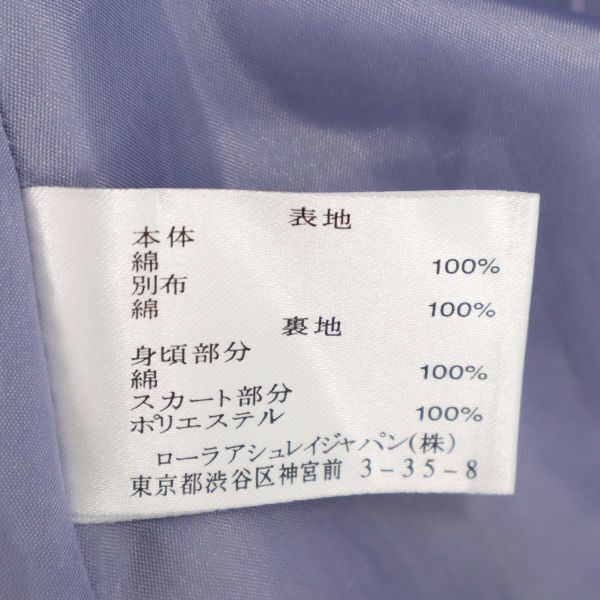 表地
本体
綿 100%
別布
綿 100%
裏地
身頃部分
綿 100%
スカート部分
ポリエステル 100%
ローラアシュレイジャパン(株)
東京都渋谷区神宮前 3-35-8